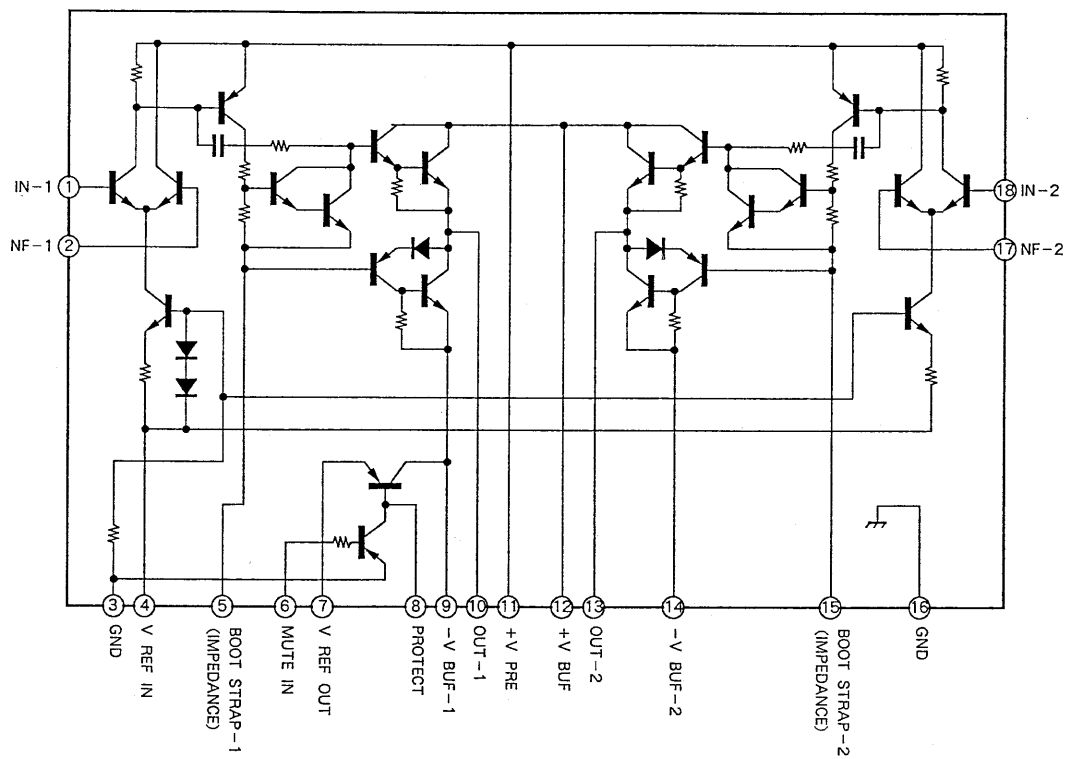 IN-1 1
NF-1 2
18 IN-2
17 NF-2
3 GND
4 V REF IN
5 BOOT STRAP-1
(IMPEDANCE)
6 MUTE IN
7 V REF OUT
8 PROTECT
9 -V BUF-1
10 OUT-1
11 +V PRE
12 +V BUF
13 OUT-2
14 -V BUF-2
15 BOOT STRAP-2
(IMPEDANCE)
16 GND